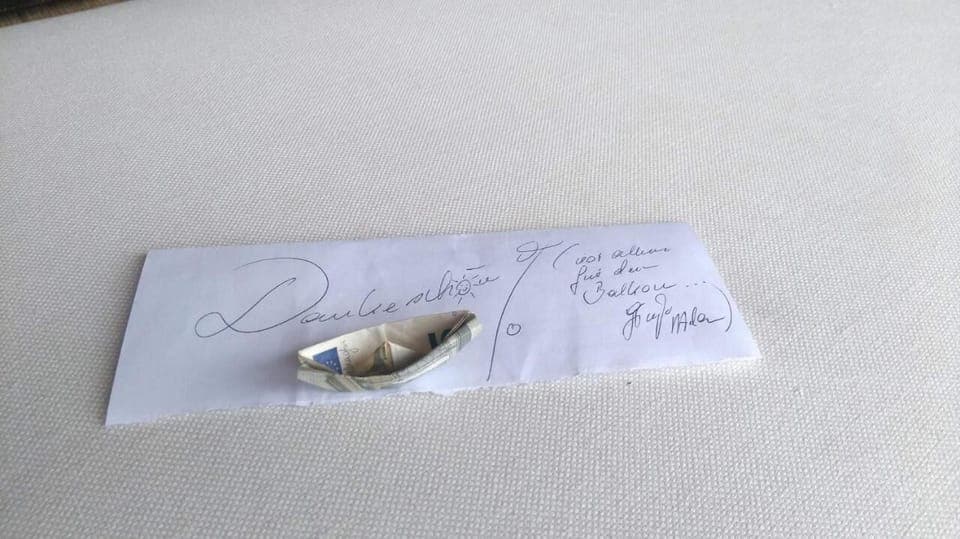 Dankeschön
(vor allem
für den
Balkon...